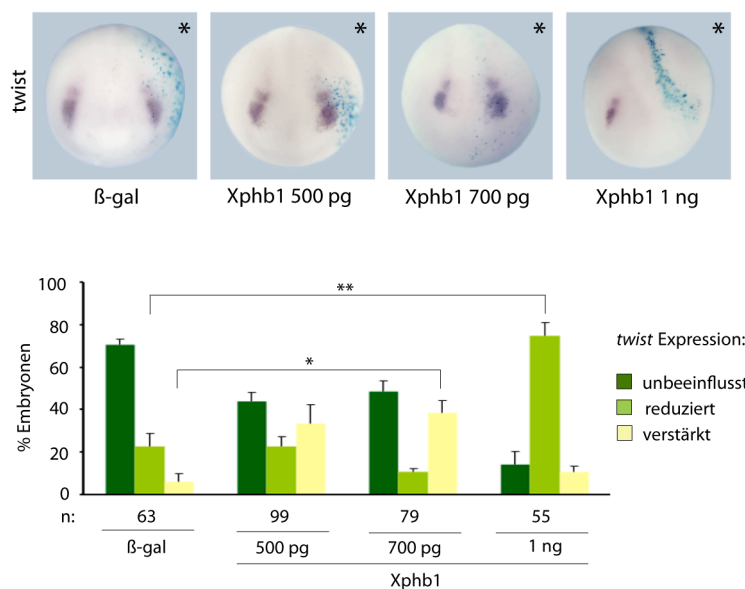 * * * *
twist
ß-gal Xphb1 500 pg Xphb1 700 pg Xphb1 1 ng
% Embryonen
100
80
60
40
20
0
**
*
twist Expression:
unbeeinflusst
reduziert
verstärkt
n: 63 99 79 55
ß-gal 500 pg 700 pg 1 ng
Xphb1